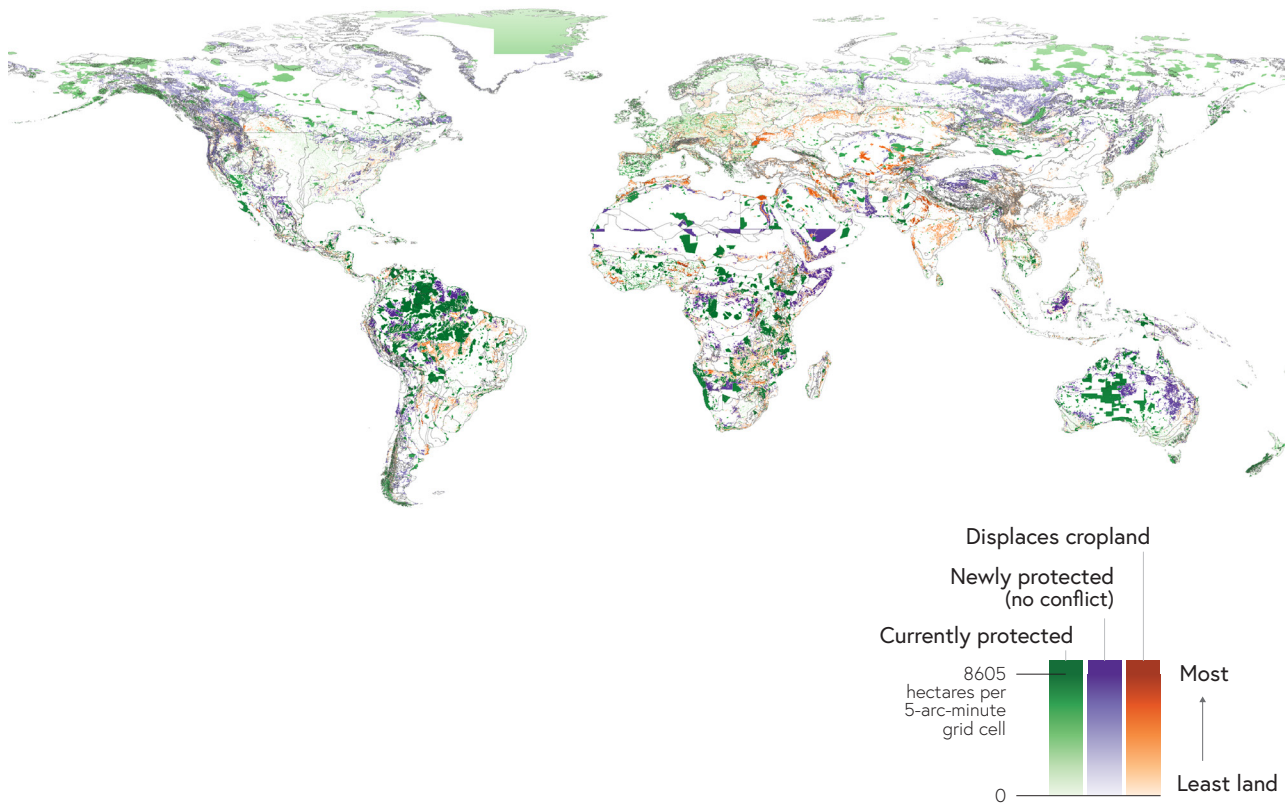 Displaces cropland
Newly protected
(no conflict)
Currently protected
8605
hectares per
5-arc-minute
grid cell
0
Most
Least land